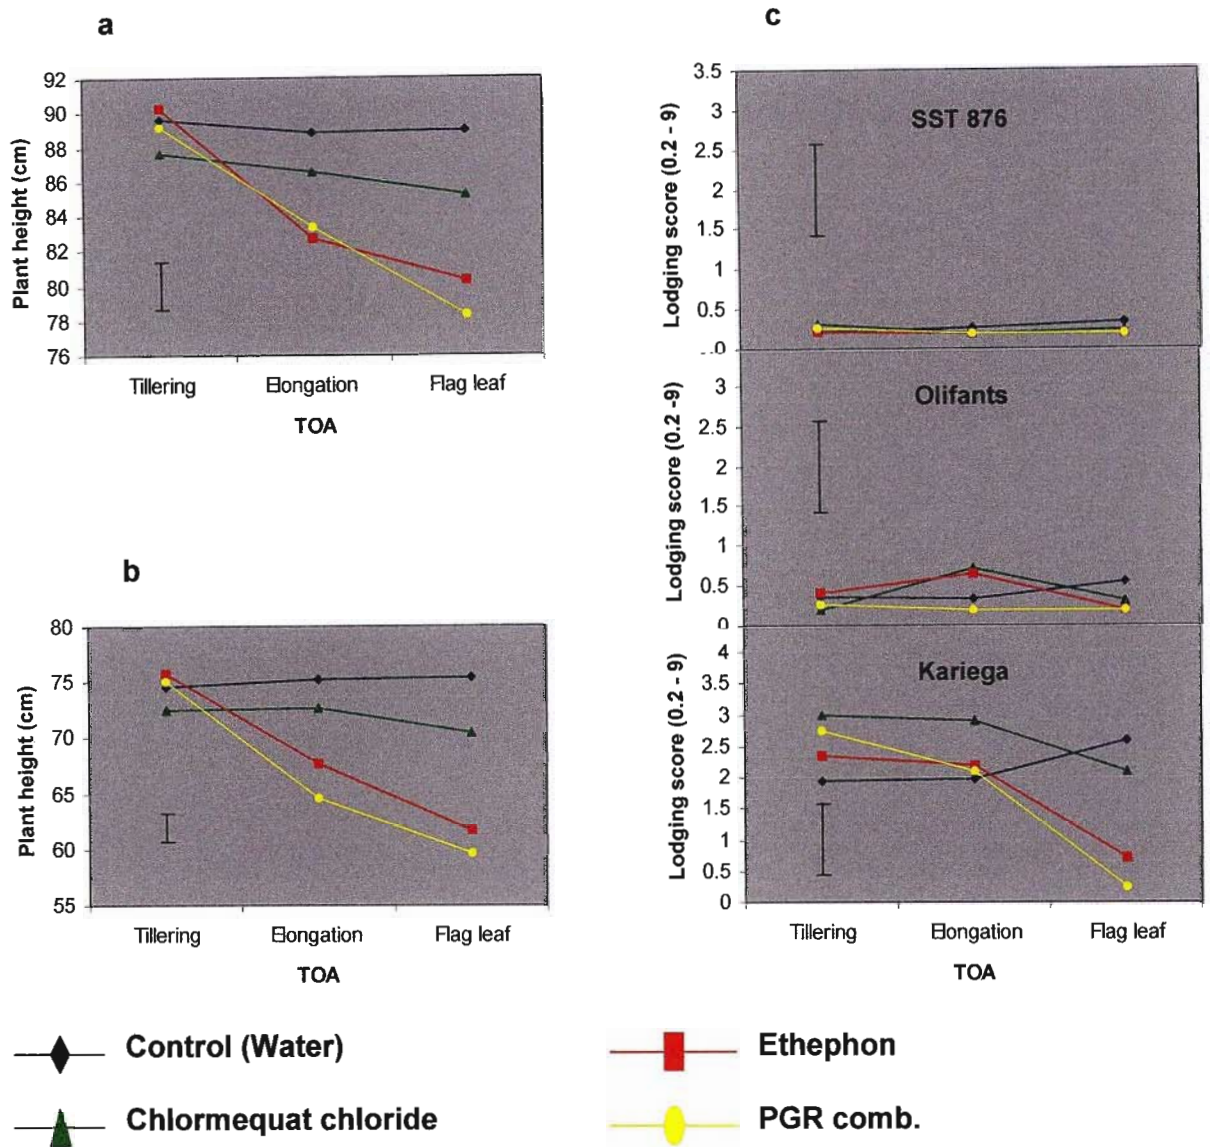 a
92
90
88
86
84
82
80
78
76
Plant height (cm)
Tillering Elongation Flag leaf
TOA
b
80
75
70
65
60
55
Plant height (cm)
Tillering Elongation Flag leaf
TOA
c
3.5
3
2.5
2
1.5
1
0.5
0
Lodging score (0.2 - 9)
SST 876
3
2.5
2
1.5
1
0.5
0
Lodging score (0.2 -9)
Olifants
4
3.5
3
2.5
2
1.5
1
0.5
0
Lodging score (0.2 - 9)
Kariega
Tillering Elongation Flag leaf
TOA
Control (Water)
Ethephon
Chlormequat chloride
PGR comb.